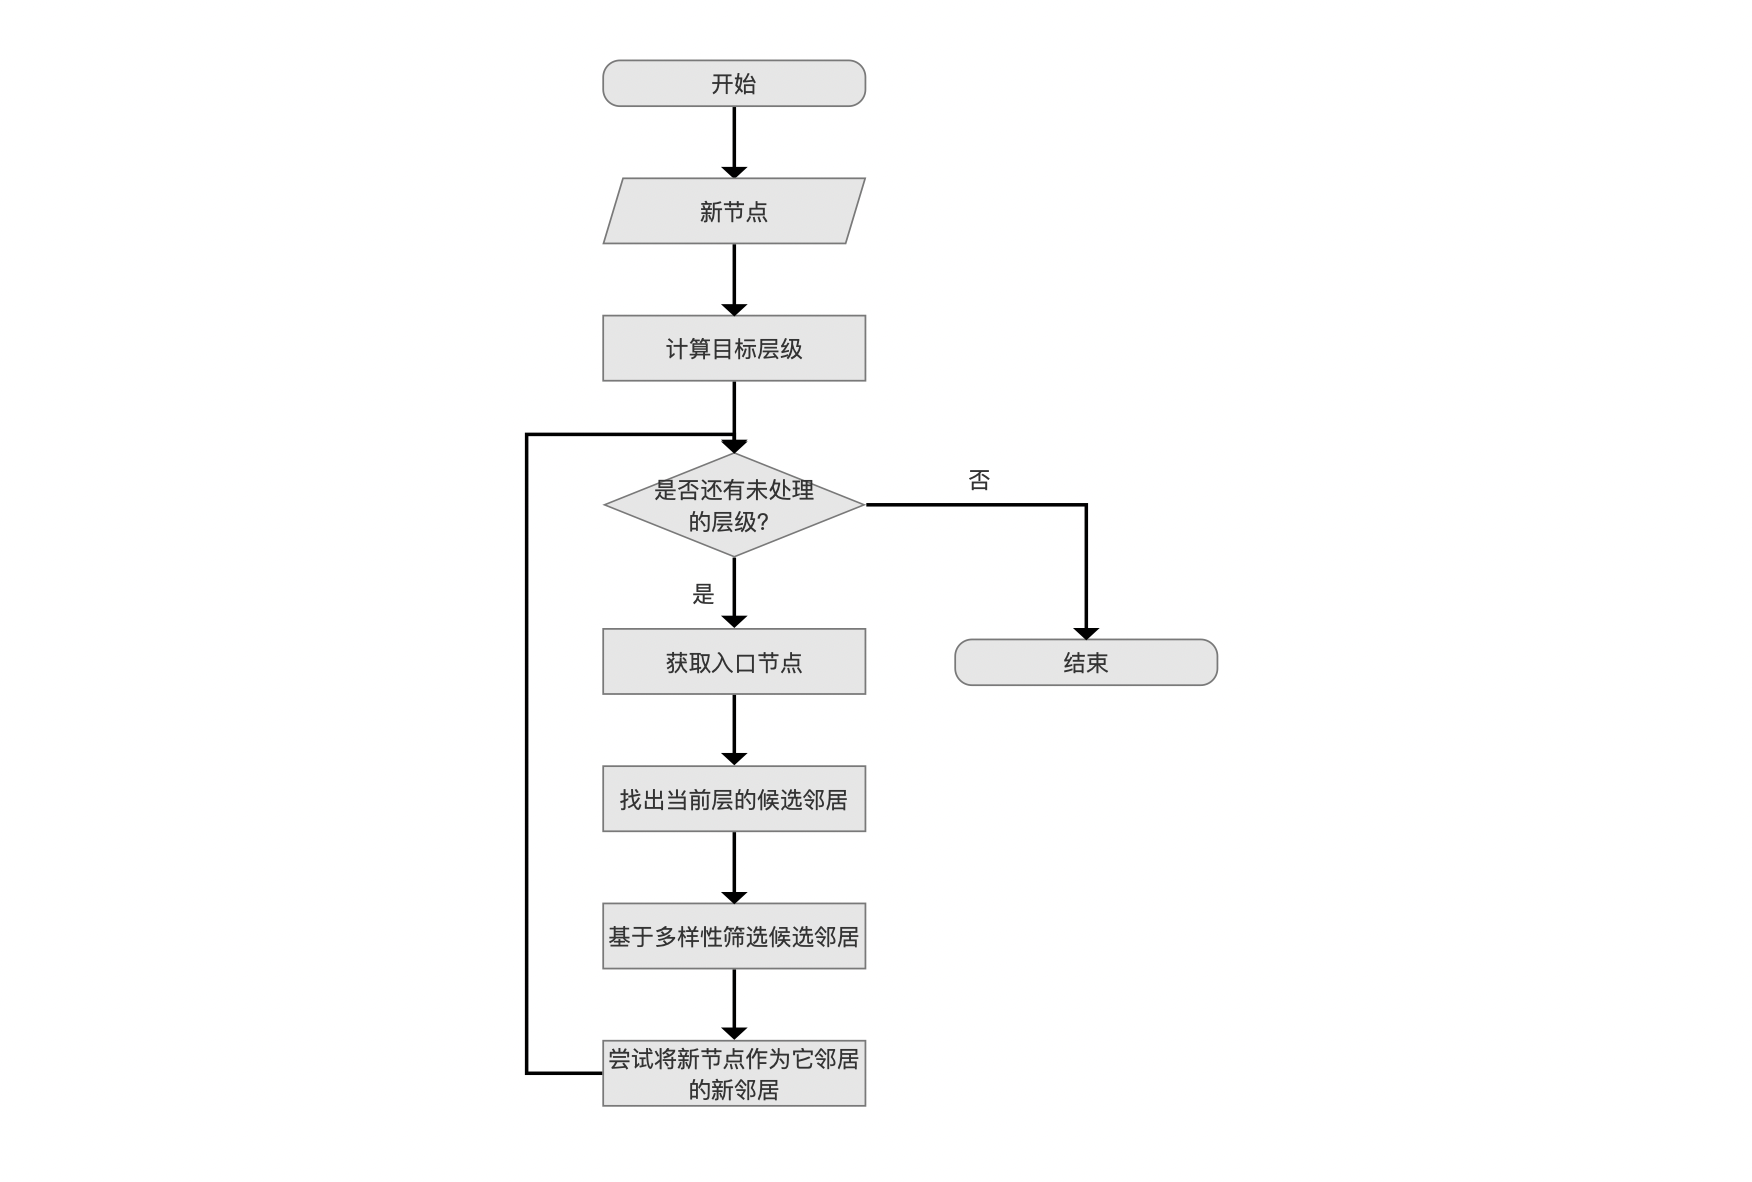 开始
新节点
计算目标层级
是否还有未处理
的层级?
否
是
获取入口节点
结束
找出当前层的候选邻居
基于多样性筛选候选邻居
尝试将新节点作为它邻居
的新邻居